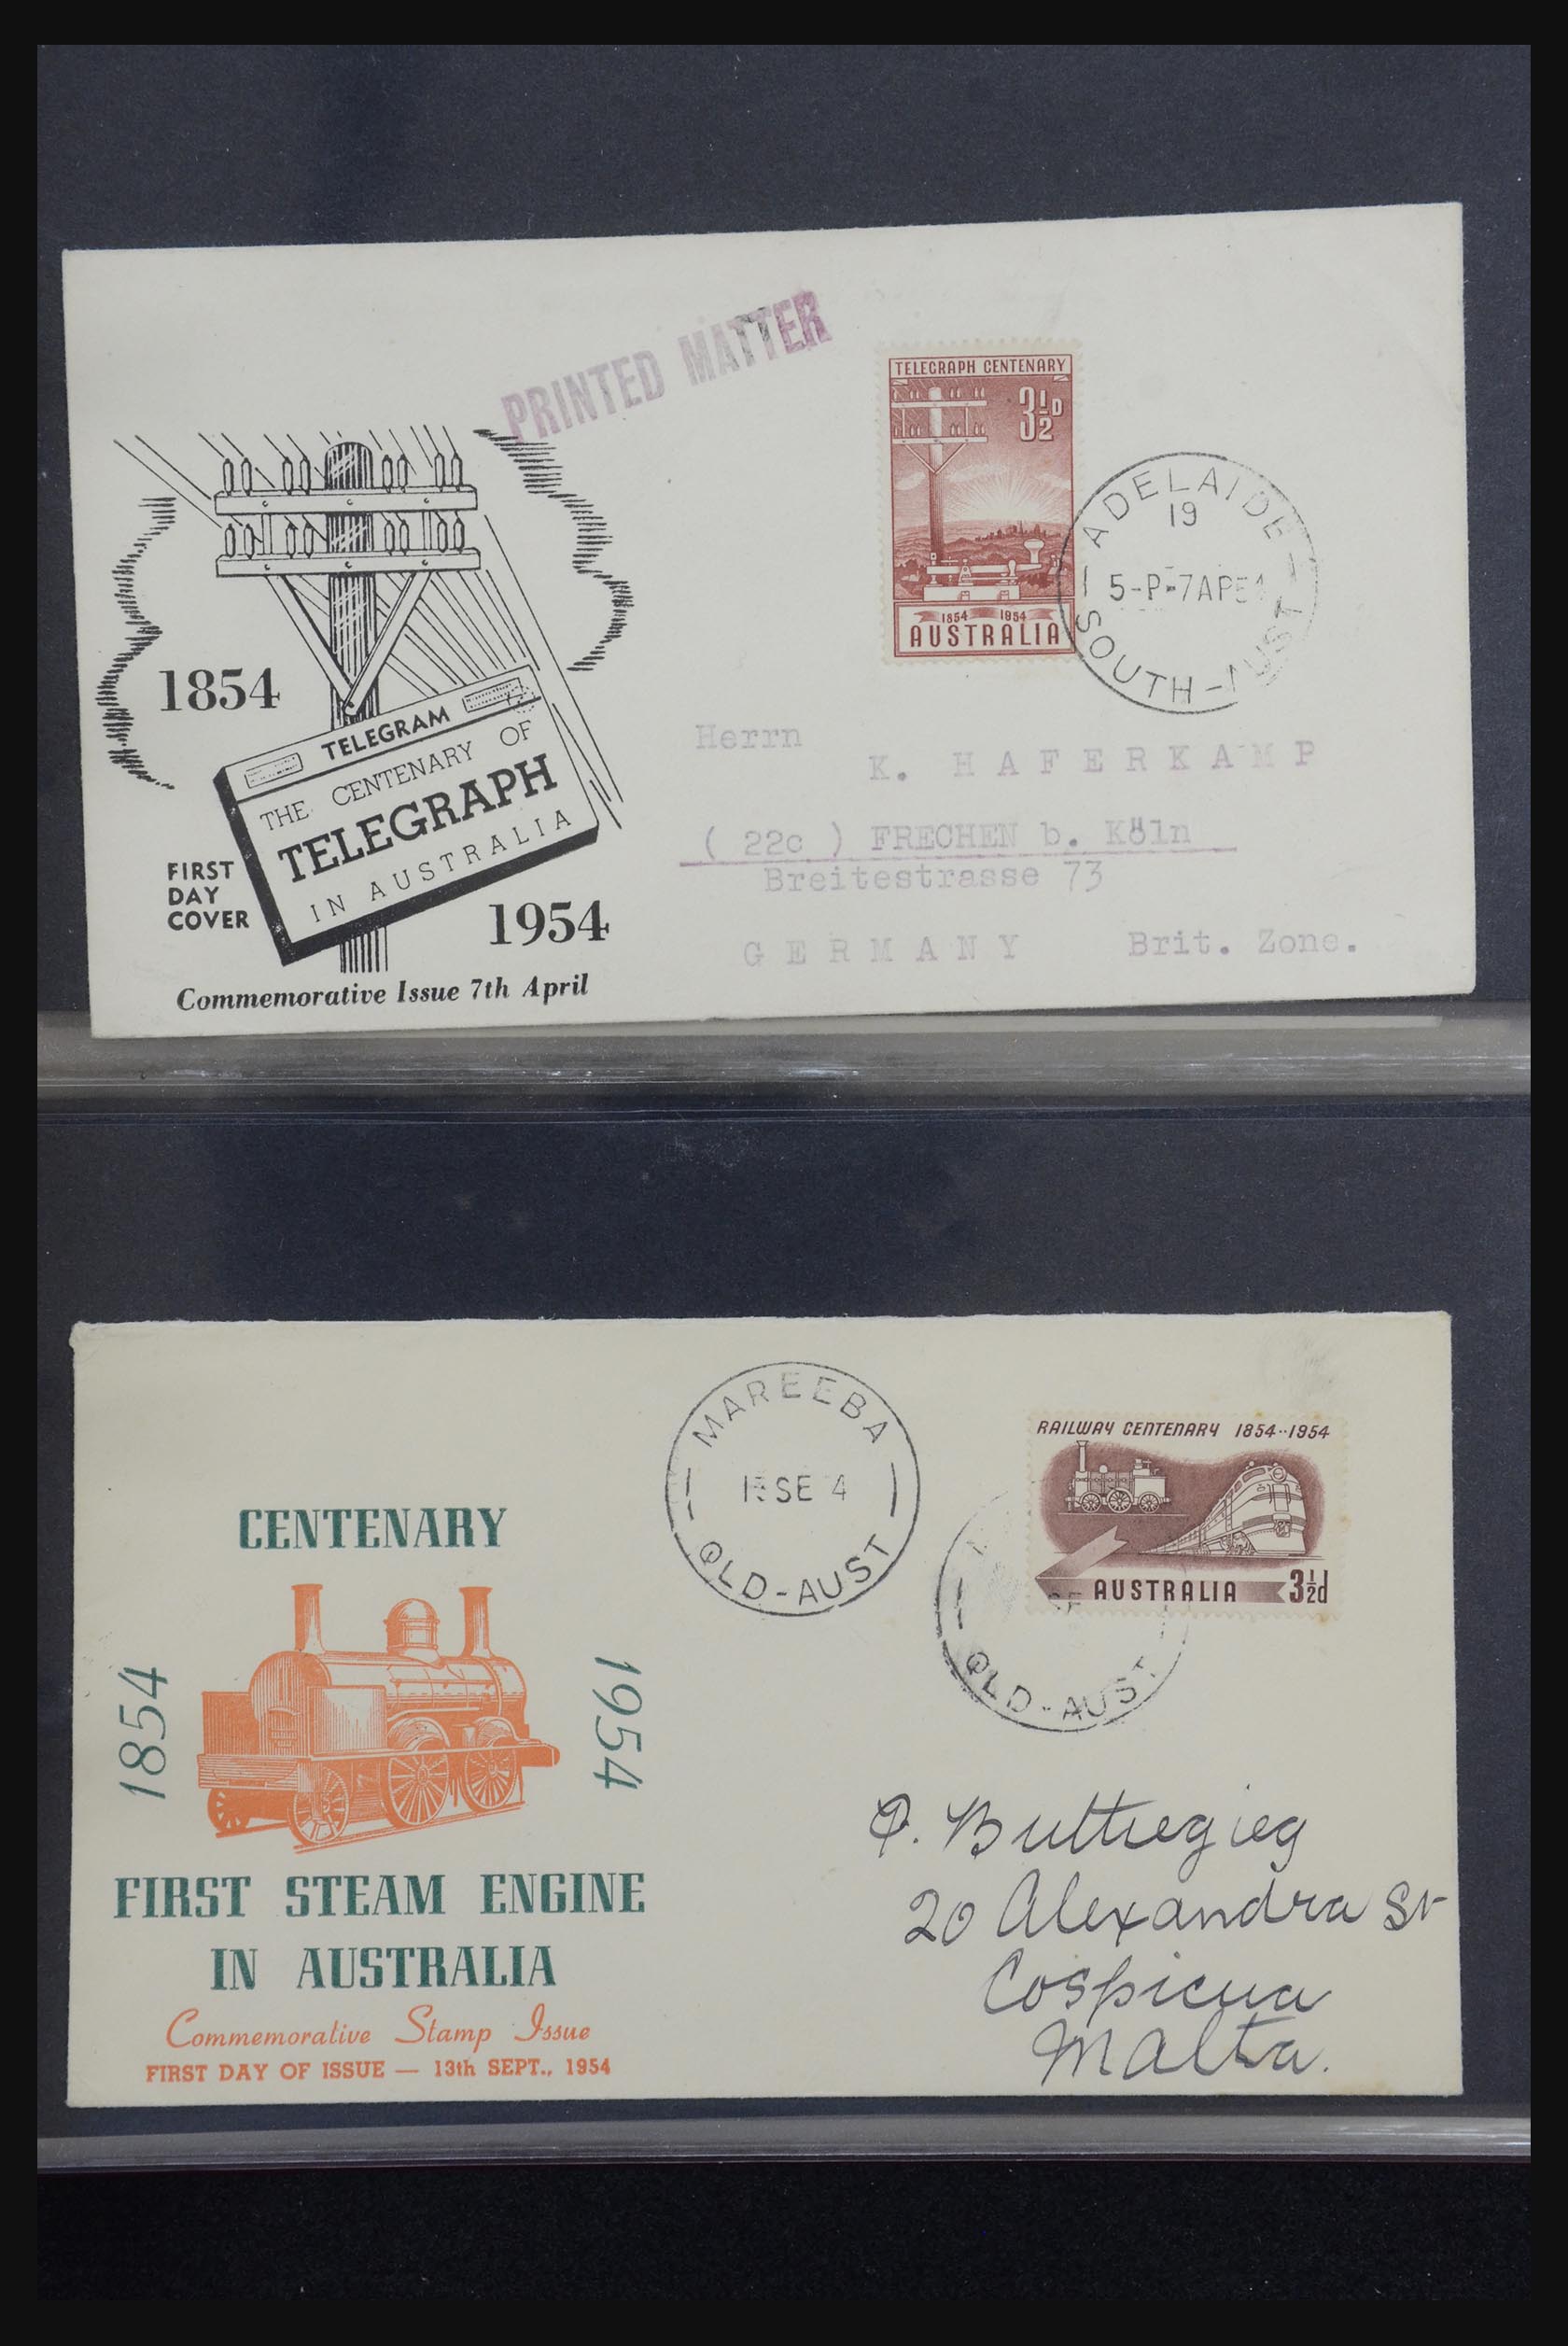 PRINTED MATTER
TELEGRAPH CENTENARY
3½D
1854 1954
AUSTRALIA
ADELAIDE
19
5-P-7AP54
SOUTH-AUST
1854
TELEGRAM
THE CENTENARY OF
TELEGRAPH
IN AUSTRALIA
FIRST
DAY
COVER
1954
Commemorative Issue 7th April
Herrn
K. HAFERKAMP
( 22c ) FRECHEN b. Köln
Breitestrasse 73
GERMANY Brit. Zone.
MAREEBA
SE 4
QLD-AUST
RAILWAY CENTENARY 1854-1954
AUSTRALIA 3½d
QLD-AUST
CENTENARY
1854
1954
FIRST STEAM ENGINE
IN AUSTRALIA
Commemorative Stamp Issue
FIRST DAY OF ISSUE — 13th SEPT., 1954
Buttiegieg
20 Alexandra St
Cospicua
Malta.